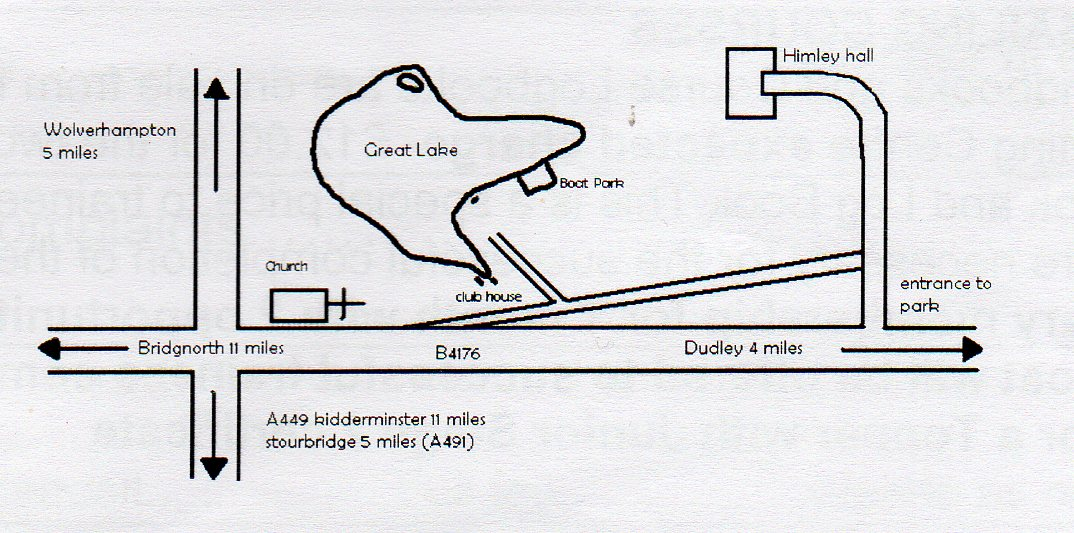 Himley hall
Wolverhampton
5 miles
Great Lake
Boat Park
Church
club house
entrance to
park
Bridgnorth 11 miles
B4176
Dudley 4 miles
A449 kidderminster 11 miles
stourbridge 5 miles (A491)